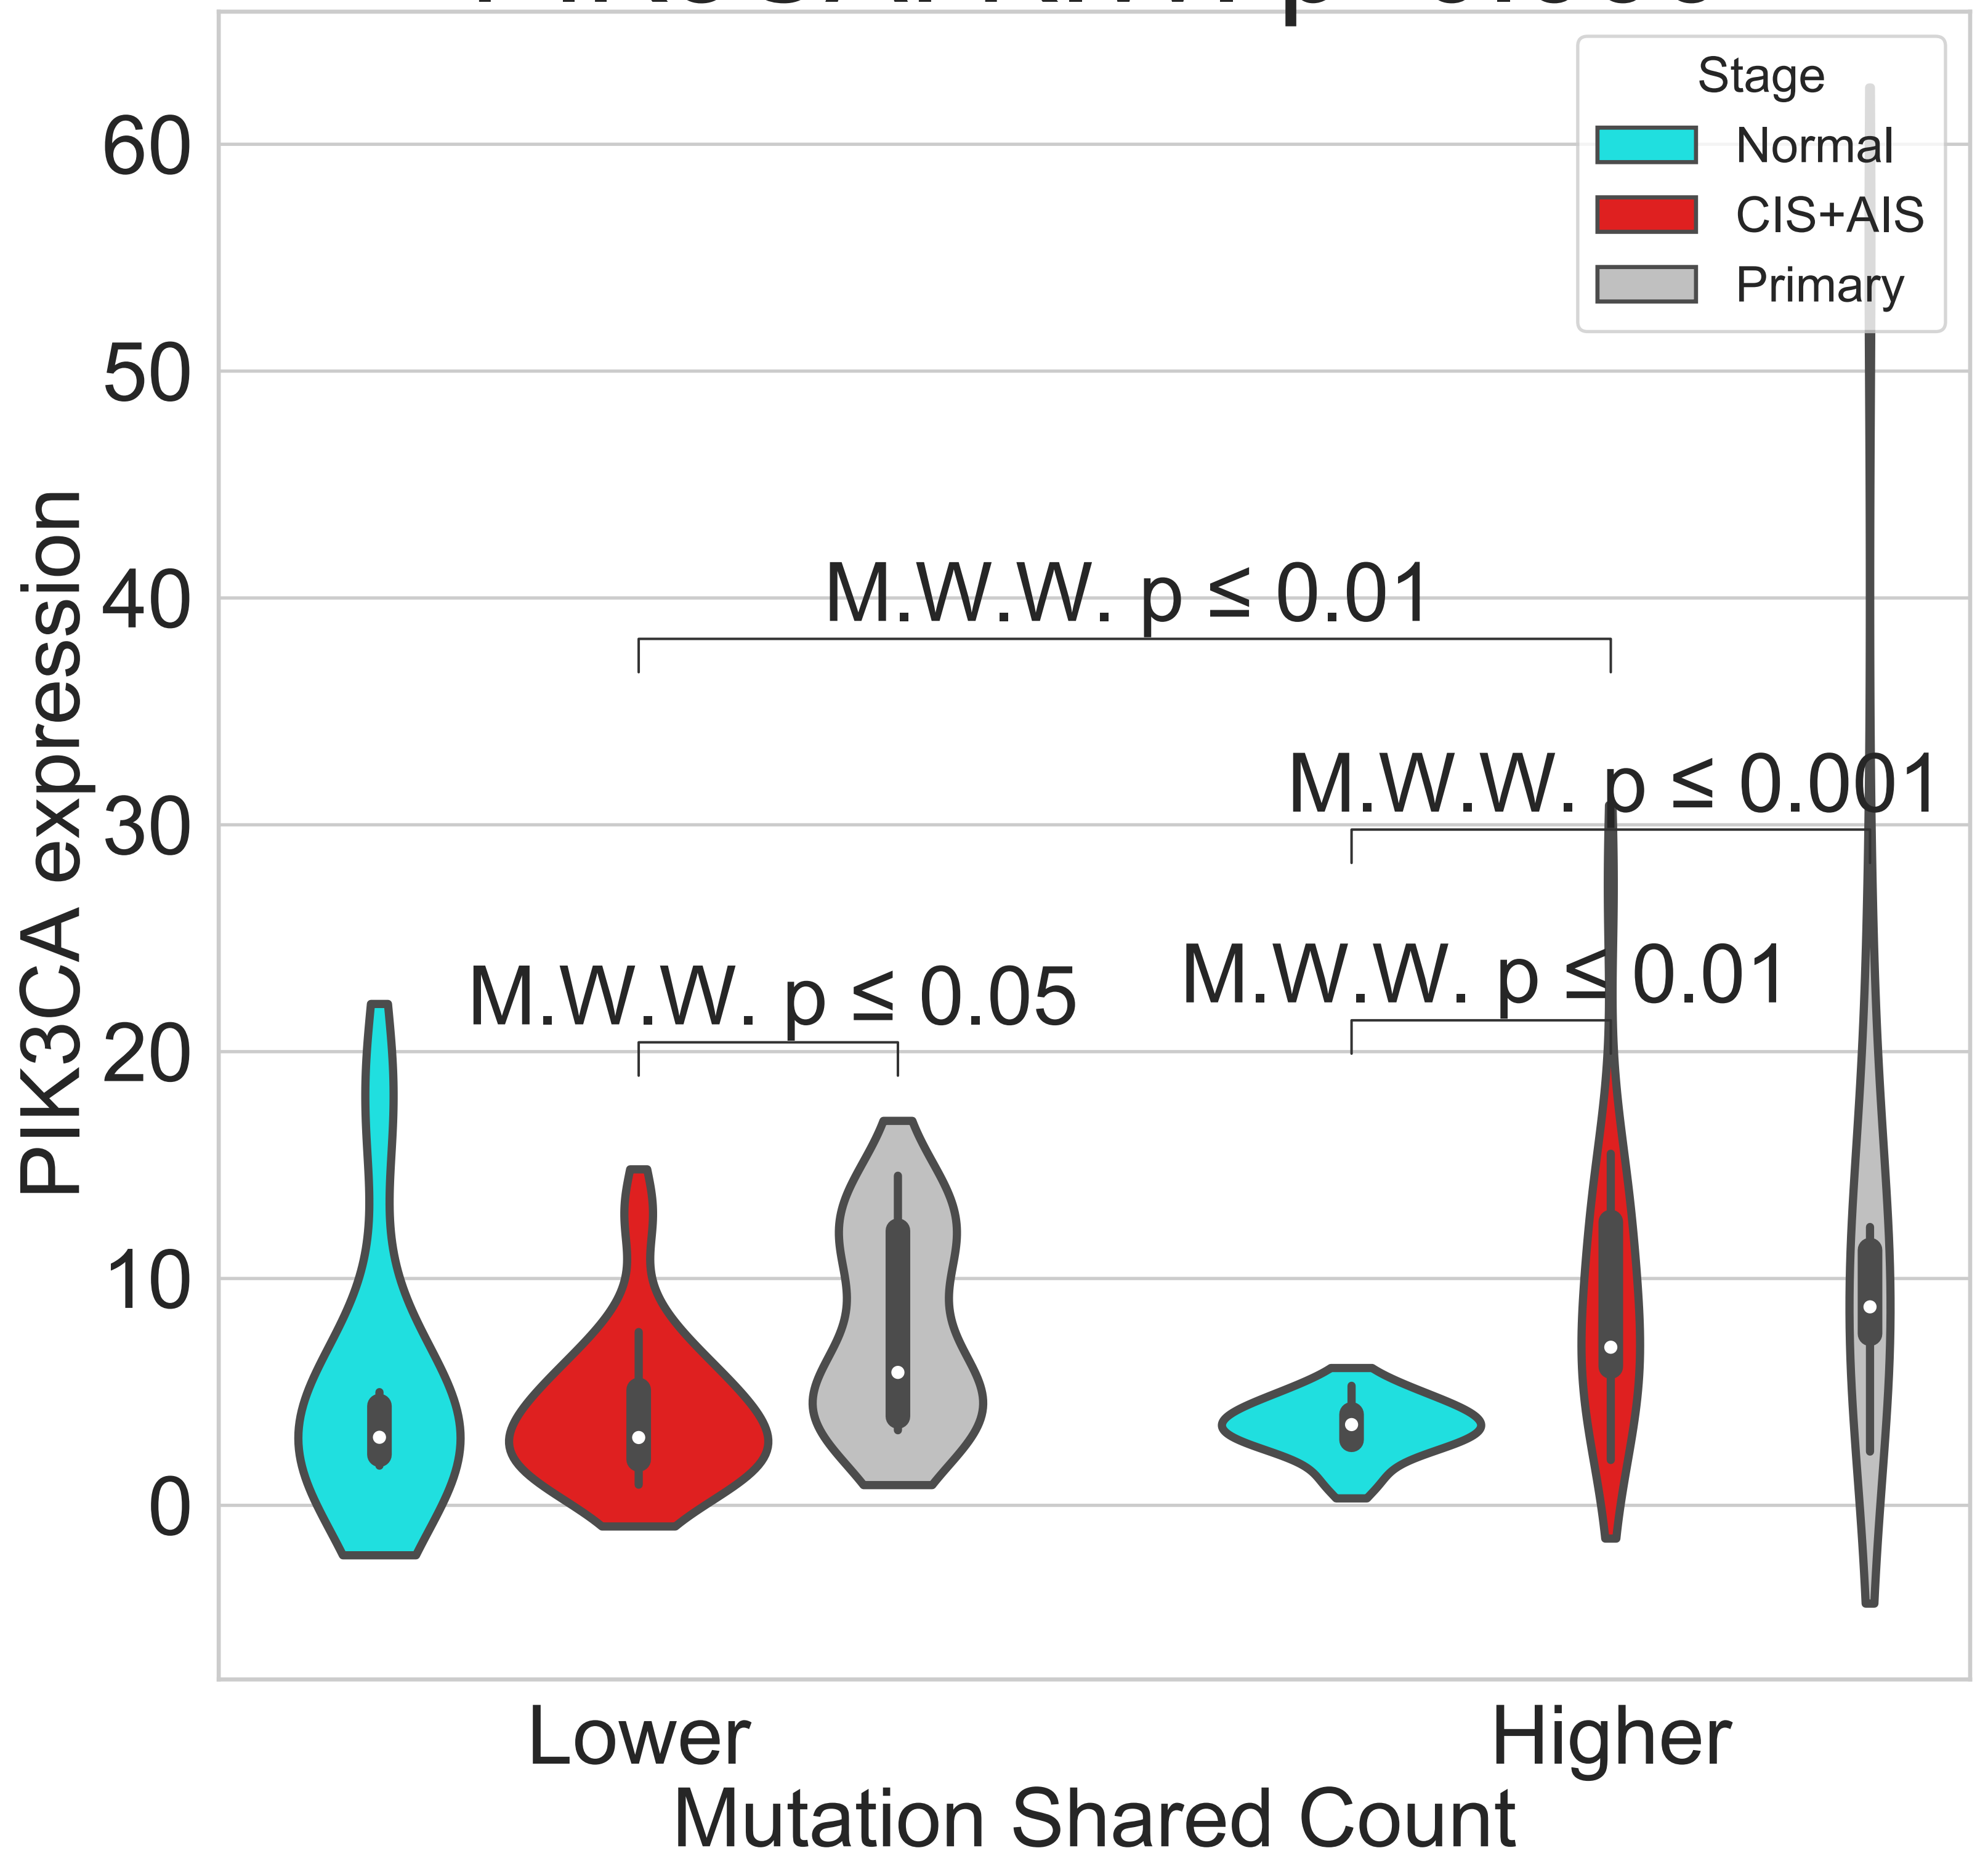 Stage
Normal
CIS+AIS
Primary
60
50
40
30
20
10
0
PIK3CA expression
M.W.W. p ≤ 0.01
M.W.W. p ≤ 0.001
M.W.W. p ≤ 0.05
M.W.W. p ≤ 0.01
Lower
Higher
Mutation Shared Count